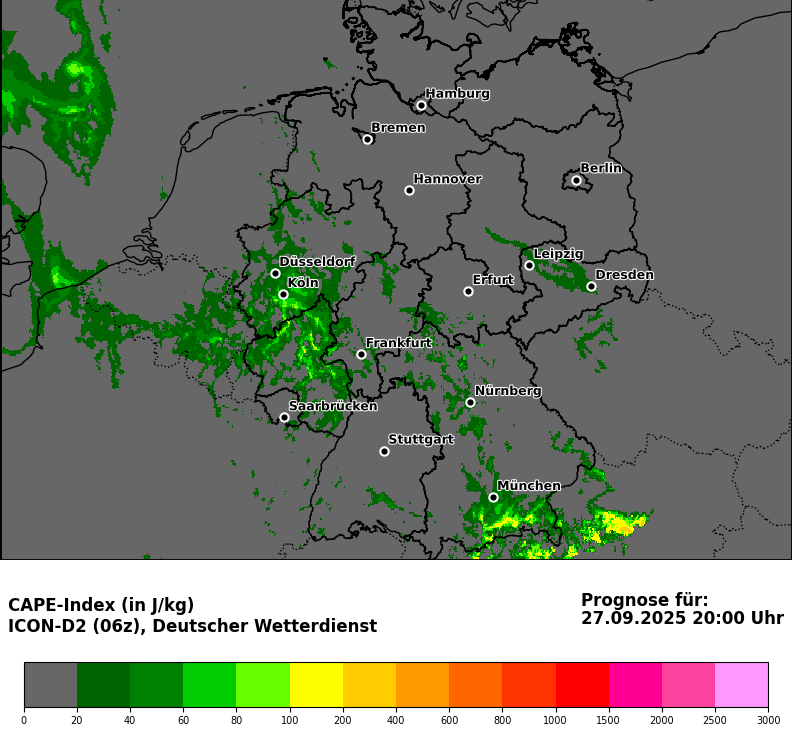 Hamburg
Bremen
Berlin
Hannover
Leipzig
Düsseldorf
Dresden
Köln
Erfurt
Frankfurt
Nürnberg
Saarbrücken
Stuttgart
München
CAPE-Index (in J/kg)
ICON-D2 (06z), Deutscher Wetterdienst
Prognose für:
27.09.2025 20:00 Uhr
0 20 40 60 80 100 200 400 600 800 1000 1500 2000 2500 3000